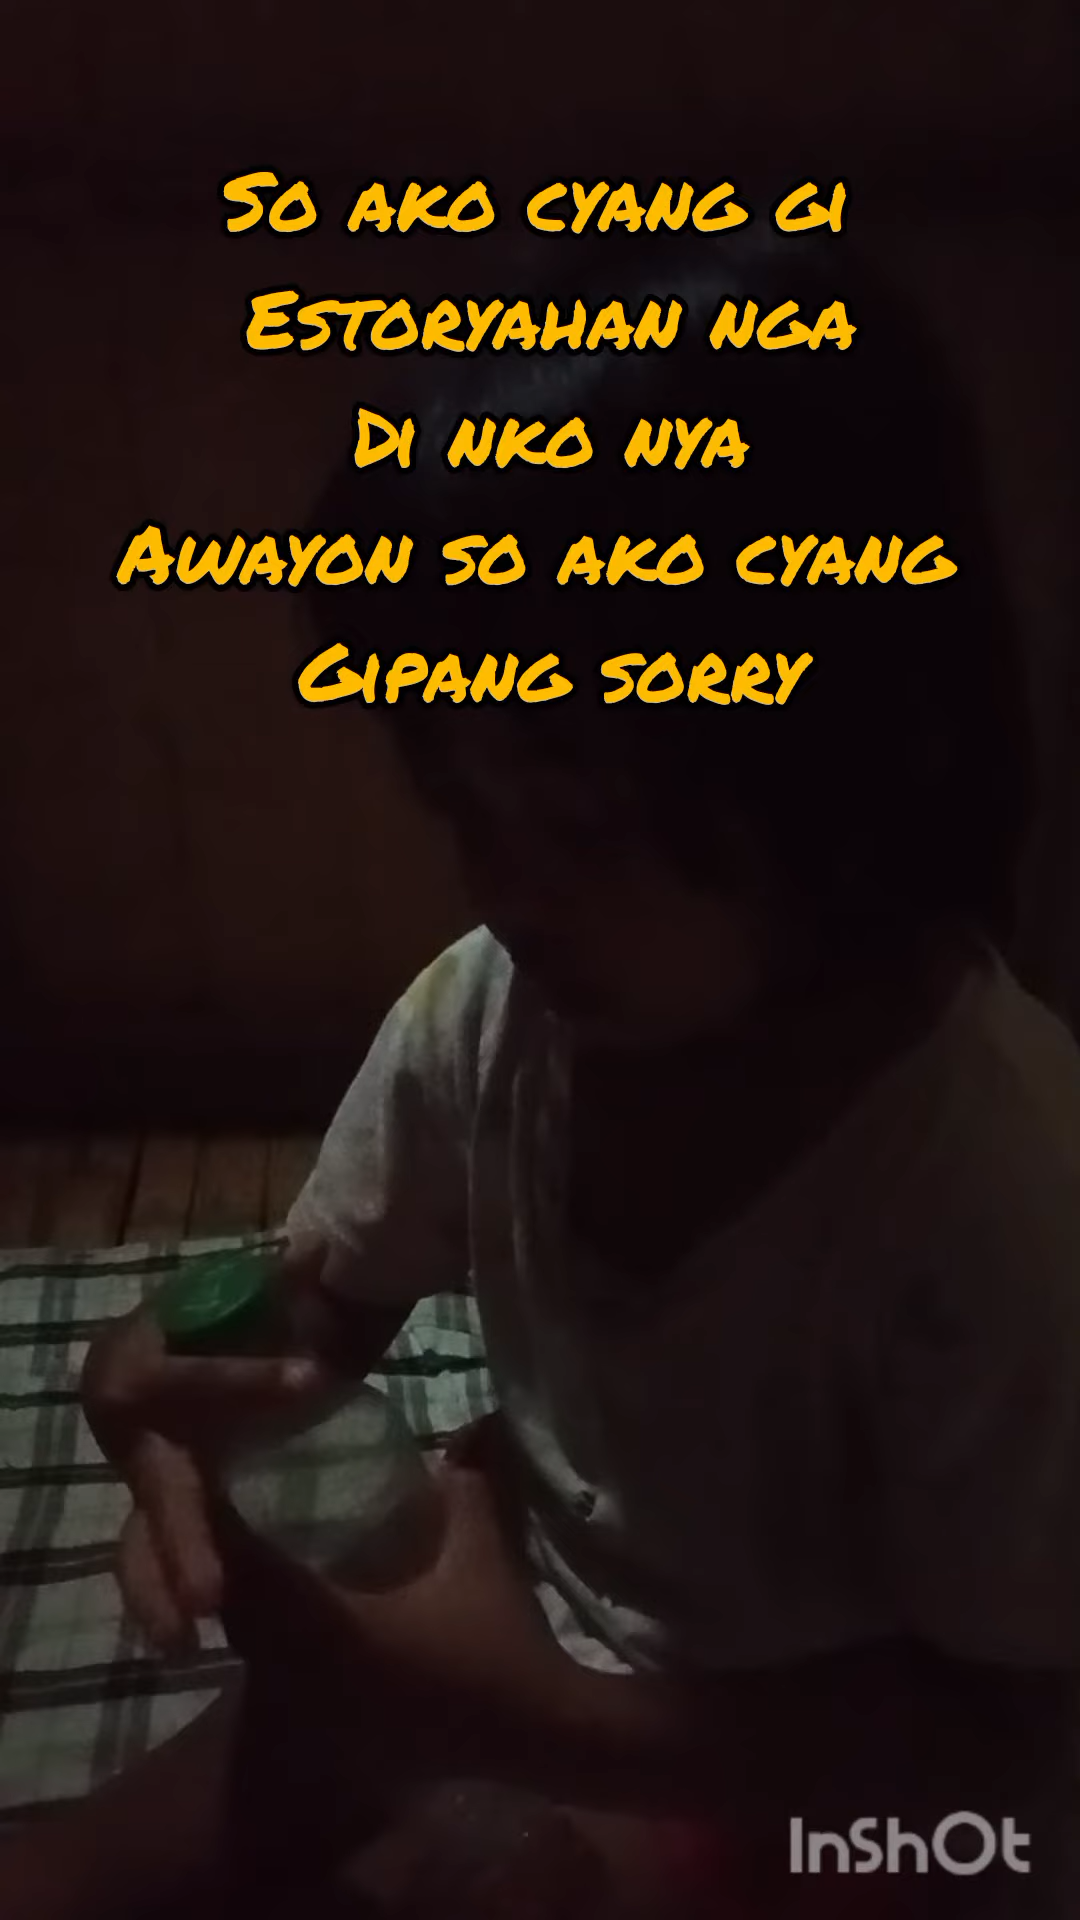 So ako cyang gi
Estoryahan nga
Di nko nya
Awayon so ako cyang
Gipang sorry
InShOt